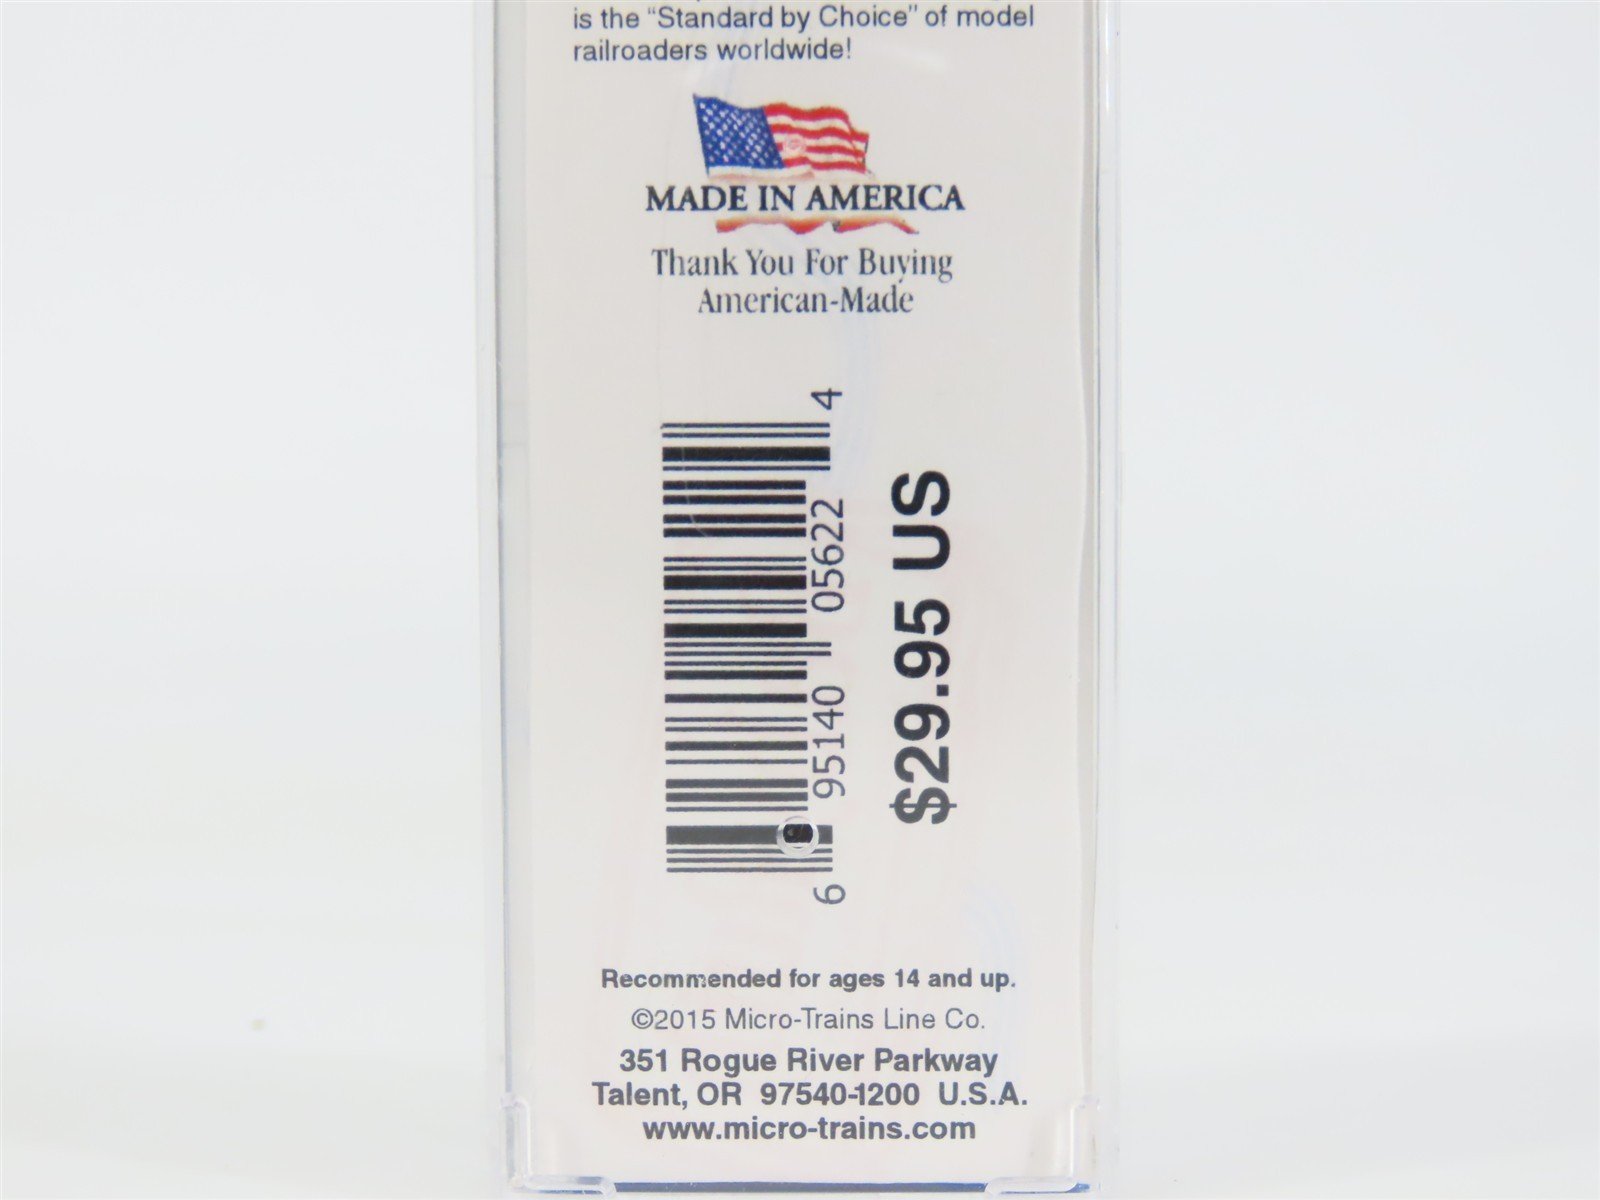 is the “Standard by Choice” of model
railroaders worldwide!
MADE IN AMERICA
Thank You For Buying
American-Made
6 95140 05622 4
$29.95 US
Recommended for ages 14 and up.
©2015 Micro-Trains Line Co.
351 Rogue River Parkway
Talent, OR 97540-1200 U.S.A.
www.micro-trains.com